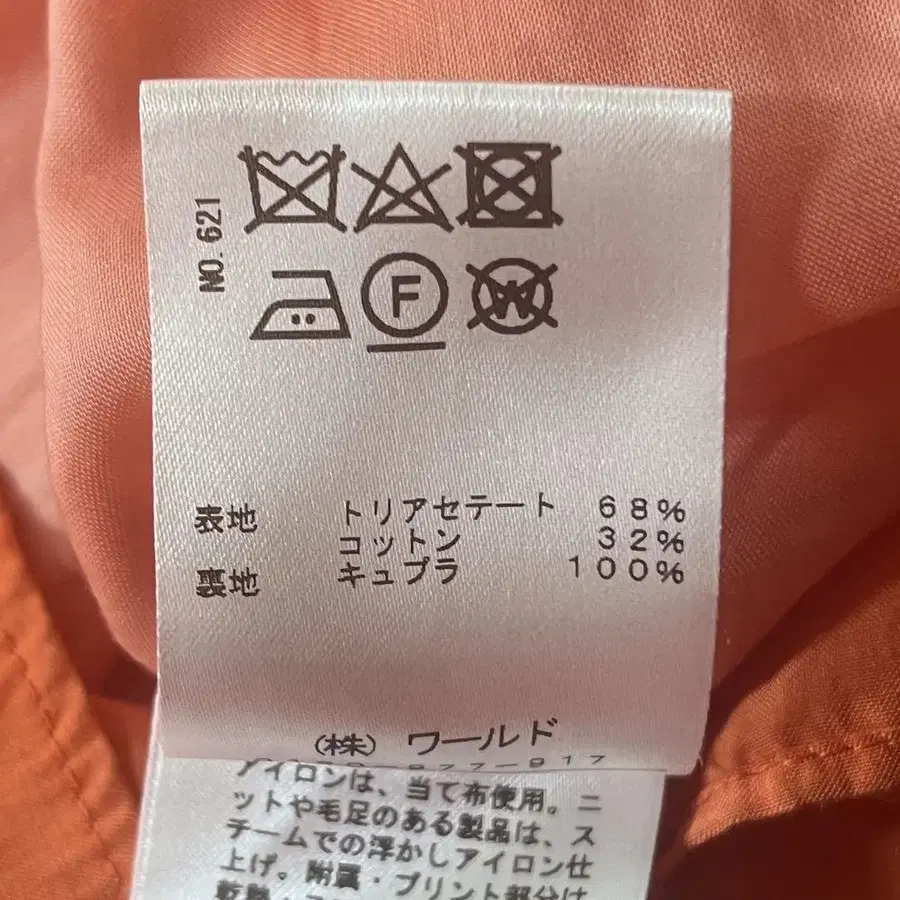 NO. 621
F
W
表地 トリアセテート 68%
コットン 32%
裏地 キュプラ 100%
(株) ワールド
877-817
アイロンは、当て布使用。ニ
ットや毛足のある製品は、ス
チームでの浮かしアイロン仕
上げ。附属・プリント部分は